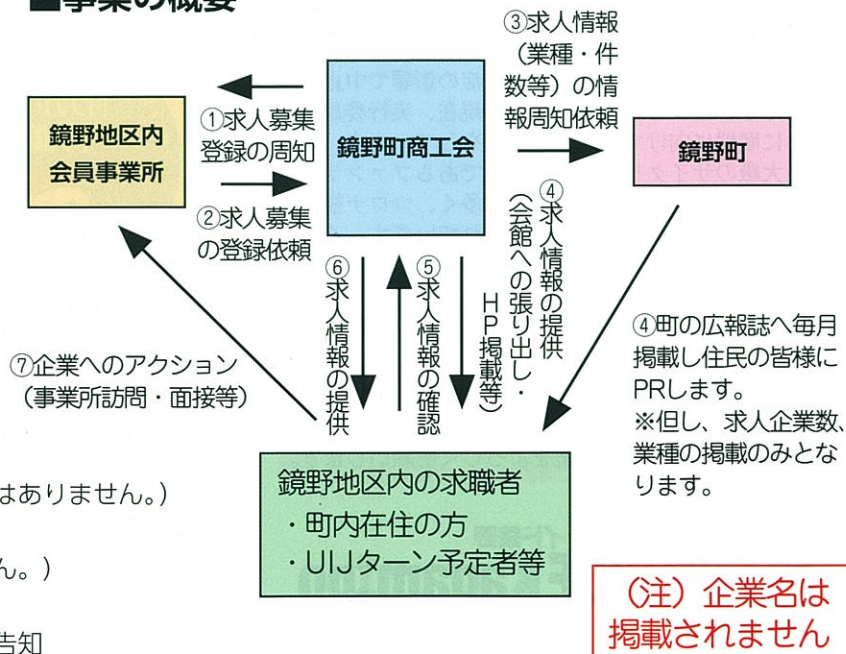 ■事業の概要
鏡野地区内
会員事業所
①求人募集
登録の周知
②求人募集
の登録依頼
鏡野町商工会
③求人情報
（業種・件
数等）の情
報周知依頼
鏡野町
④求人情報の提供
（会館への張り出し・
HP掲載等）
⑤求人情報の確認
⑥求人情報の提供
④町の広報誌へ毎月
掲載し住民の皆様に
PRします。
※但し、求人企業数、
業種の掲載のみとな
ります。
⑦企業へのアクション
（事業所訪問・面接等）
鏡野地区内の求職者
・町内在住の方
・UIJターン予定者等
はありません。）
ん。）
告知
（注）企業名は
掲載されません